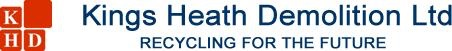 K
H D
Kings Heath Demolition Ltd
RECYCLING FOR THE FUTURE